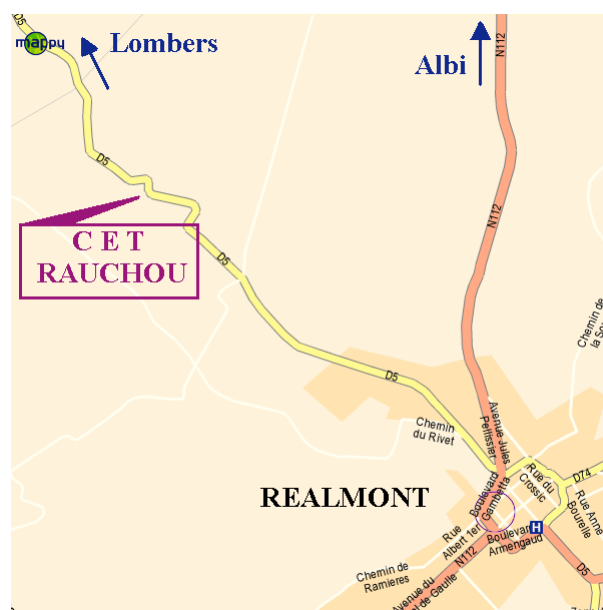 D5
mappy
Lombers
Albi
N112
D5
C E T
RAUCHOU
N112
D5
Chemin de
D5
Chemin
du Rivet
Avenue Jules
Pellissier
REALMONT
Boulevard
Gambetta
Rue du
Crossic
D74
Rue Anne
Bourelle
Rue
Albert 1er
H
Boulevard
Armengaud
N112
D5
Chemin de
Ramieres
Avenue du
de Gaulle